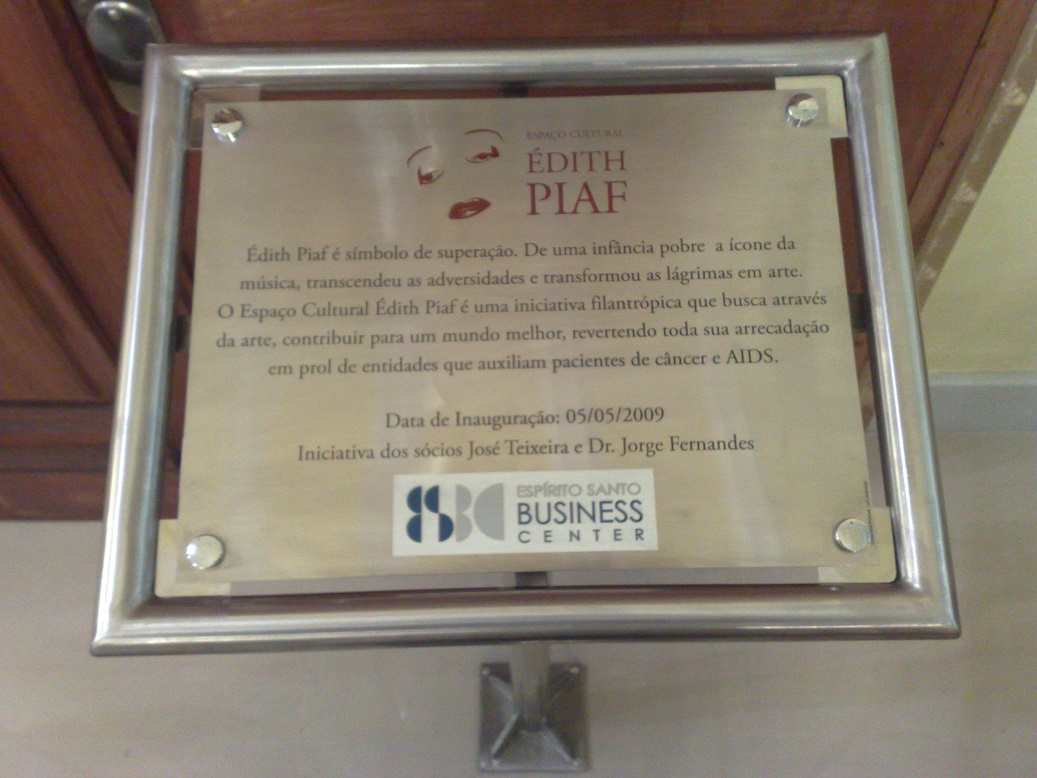 ESPAÇO CULTURAL
ÉDITH
PIAF
Édith Piaf é símbolo de superação. De uma infância pobre a ícone da
música, transcendeu as adversidades e transformou as lágrimas em arte.
O Espaço Cultural Édith Piaf é uma iniciativa filantrópica que busca através
da arte, contribuir para um mundo melhor, revertendo toda sua arrecadação
em prol de entidades que auxiliam pacientes de câncer e AIDS.
Data de Inauguração: 05/05/2009
Iniciativa dos sócios José Teixeira e Dr. Jorge Fernandes
ESPÍRITO SANTO
BUSINESS
CENTER